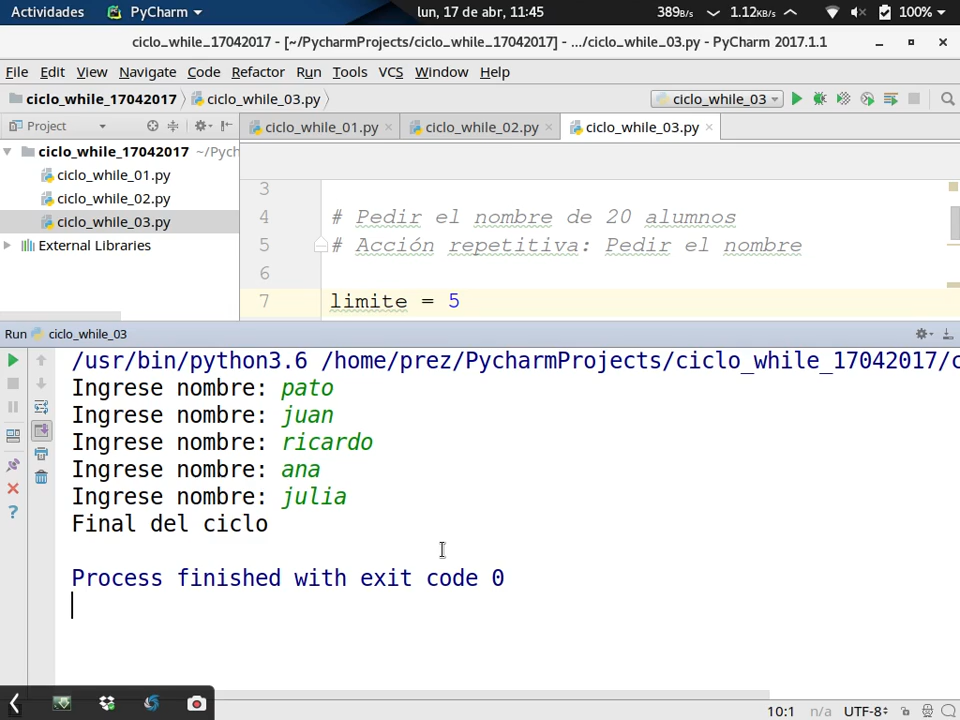 Actividades PyCharm lun, 17 de abr, 11:45 389B/s 1.12KB/s 100%
ciclo_while_17042017 - [~/PycharmProjects/ciclo_while_17042017] - .../ciclo_while_03.py - PyCharm 2017.1.1
File Edit View Navigate Code Refactor Run Tools VCS Window Help
ciclo_while_17042017 ciclo_while_03.py ciclo_while_03
Project ciclo_while_01.py ciclo_while_02.py ciclo_while_03.py
ciclo_while_17042017 ~/Pych
ciclo_while_01.py
ciclo_while_02.py
ciclo_while_03.py
External Libraries
3
4 # Pedir el nombre de 20 alumnos
5 # Acción repetitiva: Pedir el nombre
6
7 limite = 5
Run ciclo_while_03
/usr/bin/python3.6 /home/prez/PycharmProjects/ciclo_while_17042017/c
Ingrese nombre: pato
Ingrese nombre: juan
Ingrese nombre: ricardo
Ingrese nombre: ana
Ingrese nombre: julia
Final del ciclo
Process finished with exit code 0
10:1 n/a UTF-8